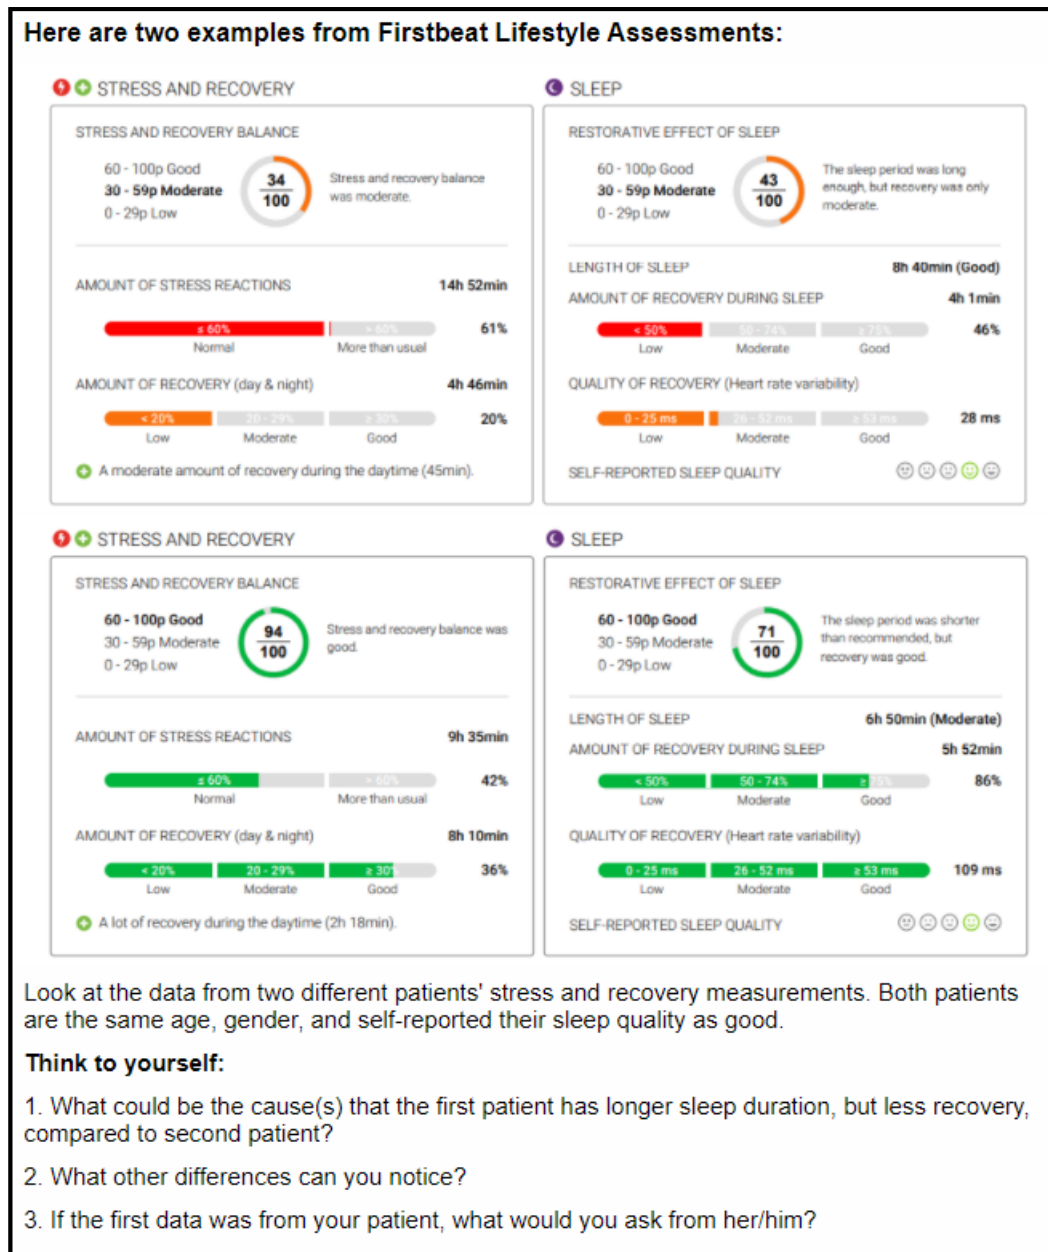 Here are two examples from Firstbeat Lifestyle Assessments:
STRESS AND RECOVERY
STRESS AND RECOVERY BALANCE
60 - 100p Good
30 - 59p Moderate
0 - 29p Low
34
100
Stress and recovery balance
was moderate.
AMOUNT OF STRESS REACTIONS
14h 52min
≤ 60%
> 60%
61%
Normal
More than usual
AMOUNT OF RECOVERY (day & night)
4h 46min
< 20%
20 - 29%
≥ 30%
20%
Low
Moderate
Good
A moderate amount of recovery during the daytime (45min).
SLEEP
RESTORATIVE EFFECT OF SLEEP
60 - 100p Good
30 - 59p Moderate
0 - 29p Low
43
100
The sleep period was long
enough, but recovery was only
moderate.
LENGTH OF SLEEP
8h 40min (Good)
AMOUNT OF RECOVERY DURING SLEEP
4h 1min
< 50%
50 - 74%
≥ 75%
46%
Low
Moderate
Good
QUALITY OF RECOVERY (Heart rate variability)
0 - 25 ms
26 - 52 ms
≥ 53 ms
28 ms
Low
Moderate
Good
SELF-REPORTED SLEEP QUALITY
STRESS AND RECOVERY
STRESS AND RECOVERY BALANCE
60 - 100p Good
30 - 59p Moderate
0 - 29p Low
94
100
Stress and recovery balance was
good.
AMOUNT OF STRESS REACTIONS
9h 35min
≤ 60%
> 60%
42%
Normal
More than usual
AMOUNT OF RECOVERY (day & night)
8h 10min
< 20%
20 - 29%
≥ 30%
36%
Low
Moderate
Good
A lot of recovery during the daytime (2h 18min).
SLEEP
RESTORATIVE EFFECT OF SLEEP
60 - 100p Good
30 - 59p Moderate
0 - 29p Low
71
100
The sleep period was shorter
than recommended, but
recovery was good.
LENGTH OF SLEEP
6h 50min (Moderate)
AMOUNT OF RECOVERY DURING SLEEP
5h 52min
< 50%
50 - 74%
≥ 75%
86%
Low
Moderate
Good
QUALITY OF RECOVERY (Heart rate variability)
0 - 25 ms
26 - 52 ms
≥ 53 ms
109 ms
Low
Moderate
Good
SELF-REPORTED SLEEP QUALITY
Look at the data from two different patients' stress and recovery measurements. Both patients
are the same age, gender, and self-reported their sleep quality as good.
Think to yourself:
1. What could be the cause(s) that the first patient has longer sleep duration, but less recovery,
compared to second patient?
2. What other differences can you notice?
3. If the first data was from your patient, what would you ask from her/him?